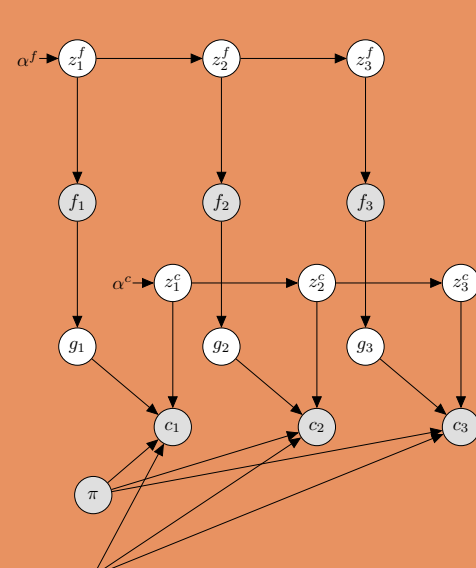 α^f z_1^f z_2^f z_3^f
f_1 f_2 f_3
α^c z_1^c z_2^c z_3^c
g_1 g_2 g_3
c_1 c_2 c_3
π